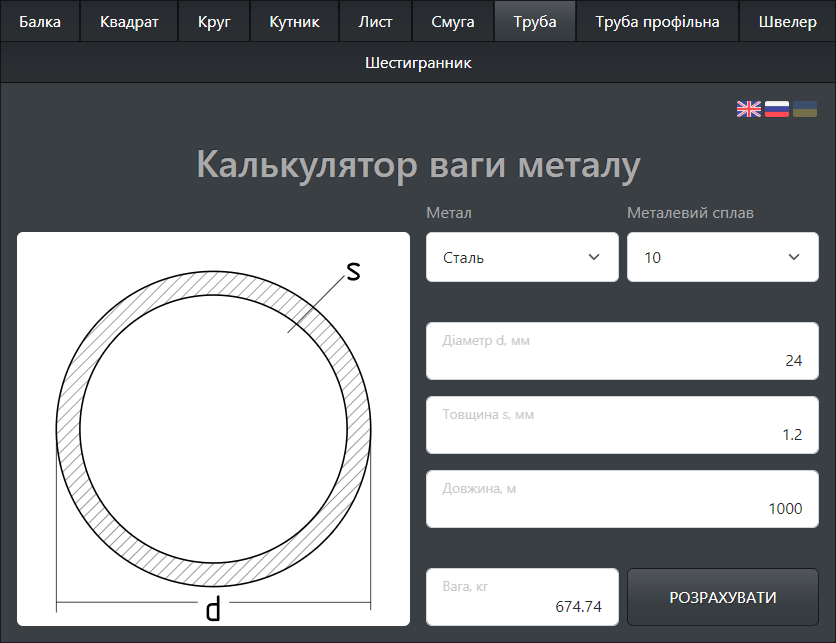 Балка Квадрат Круг Кутник Лист Смуга Труба Труба профільна Швелер
Шестигранник
Калькулятор ваги металу
Метал Металевий сплав
Сталь 10
s
Діаметр d, мм
24
Товщина s, мм
1.2
Довжина, м
1000
d
Вага, кг
674.74
РОЗРАХУВАТИ